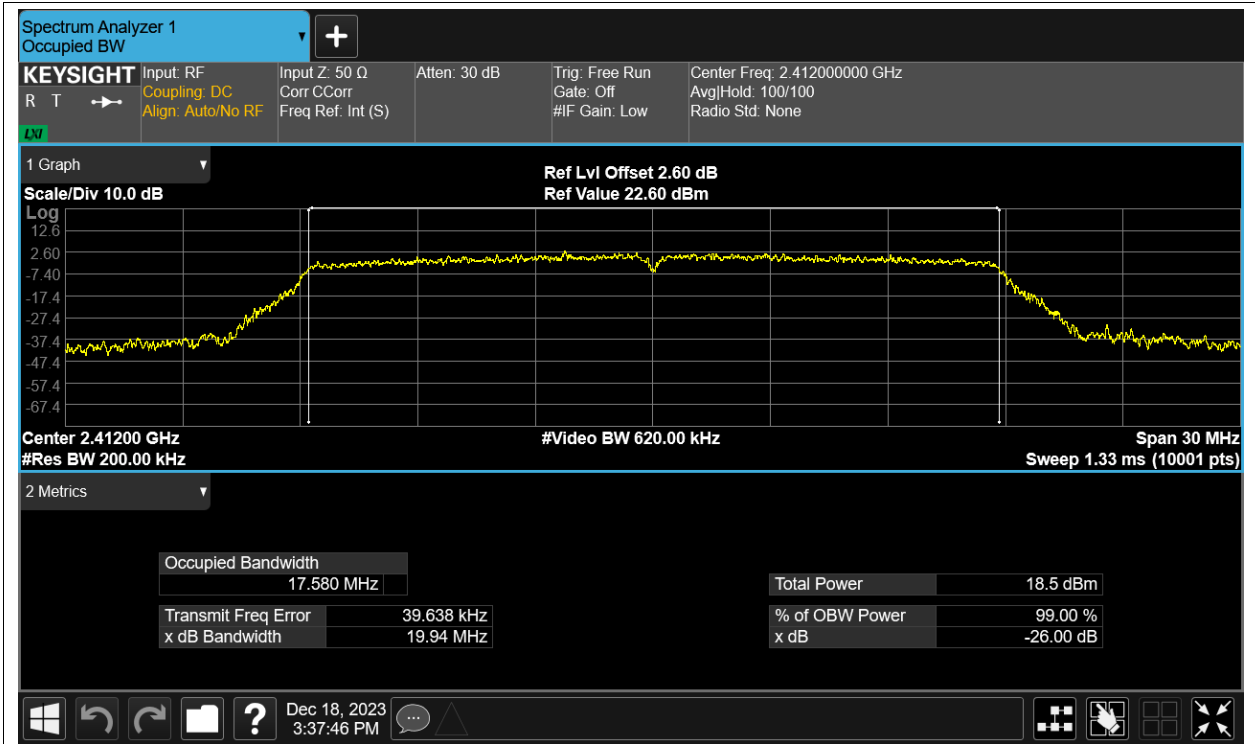 Spectrum Analyzer 1
Occupied BW
KEYSIGHT
R T
LXI
Input: RF
Coupling: DC
Align: Auto/No RF
Input Z: 50 Ω
Corr CCorr
Freq Ref: Int (S)
Atten: 30 dB
Trig: Free Run
Gate: Off
#IF Gain: Low
Center Freq: 2.412000000 GHz
Avg|Hold: 100/100
Radio Std: None
1 Graph
Scale/Div 10.0 dB
Ref Lvl Offset 2.60 dB
Ref Value 22.60 dBm
Log
12.6
2.60
-7.40
-17.4
-27.4
-37.4
-47.4
-57.4
-67.4
Center 2.41200 GHz
#Res BW 200.00 kHz
#Video BW 620.00 kHz
Span 30 MHz
Sweep 1.33 ms (10001 pts)
2 Metrics
Occupied Bandwidth
17.580 MHz
Transmit Freq Error 39.638 kHz
x dB Bandwidth 19.94 MHz
Total Power 18.5 dBm
% of OBW Power 99.00 %
x dB -26.00 dB
?
Dec 18, 2023
3:37:46 PM